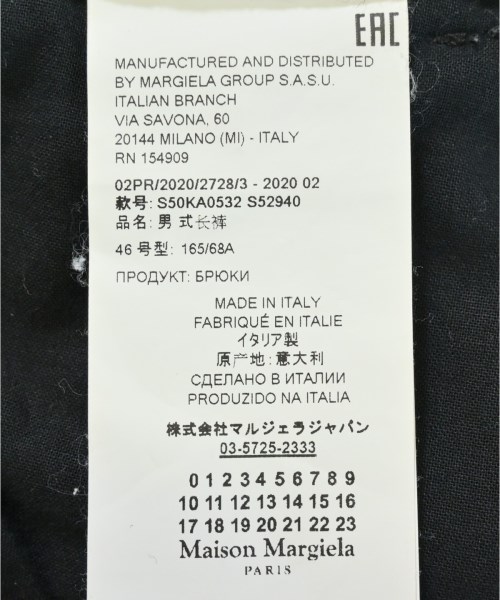 EAC
MANUFACTURED AND DISTRIBUTED
BY MARGIELA GROUP S.A.S.U.
ITALIAN BRANCH
VIA SAVONA, 60
20144 MILANO (MI) - ITALY
RN 154909
02PR/2020/2728/3 - 2020 02
款号: S50KA0532 S52940
品名: 男 式长裤
46 号型: 165/68A
ПРОДУКТ: БРЮКИ
MADE IN ITALY
FABRIQUÉ EN ITALIE
イタリア製
原产地: 意大利
СДЕЛАНО В ИТАЛИИ
PRODUZIDO NA ITALIA
株式会社マルジェラジャパン
03-5725-2333
0 1 2 3 4 5 6 7 8 9
10 11 12 13 14 15 16
17 18 19 20 21 22 23
Maison Margiela
PARIS